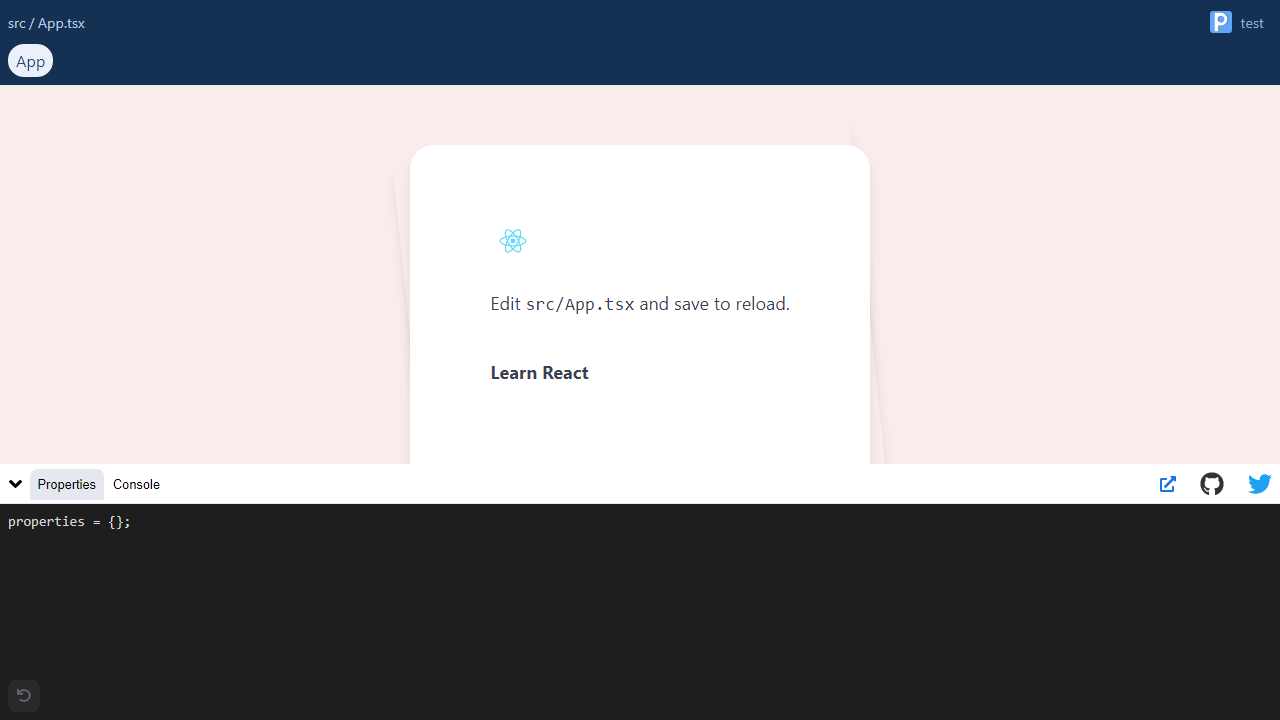 src / App.tsx
P test
App
Edit src/App.tsx and save to reload.
Learn React
Properties Console
properties = {};